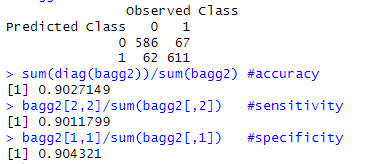 Observed Class
Predicted Class 0 1
0 586 67
1 62 611
> sum(diag(bagg2))/sum(bagg2) #accuracy
[1] 0.9027149
> bagg2[2,2]/sum(bagg2[,2]) #sensitivity
[1] 0.9011799
> bagg2[1,1]/sum(bagg2[,1]) #specificity
[1] 0.904321